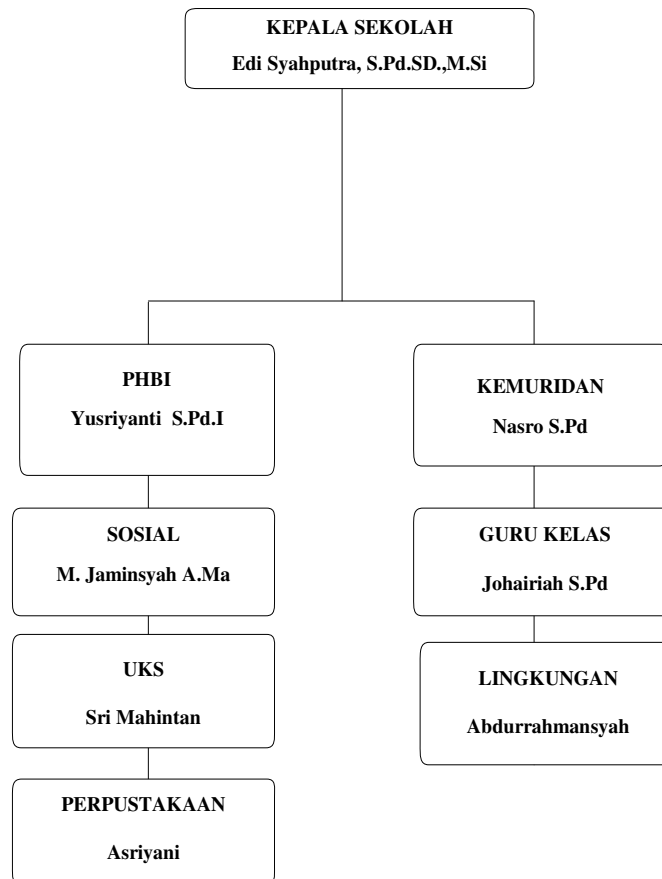 KEPALA SEKOLAH
Edi Syahputra, S.Pd.SD.,M.Si
PHBI
Yusriyanti S.Pd.I
SOSIAL
M. Jaminsyah A.Ma
UKS
Sri Mahintan
PERPUSTAKAAN
Asriyani
KEMURIDAN
Nasro S.Pd
GURU KELAS
Johairiah S.Pd
LINGKUNGAN
Abdurrahmansyah